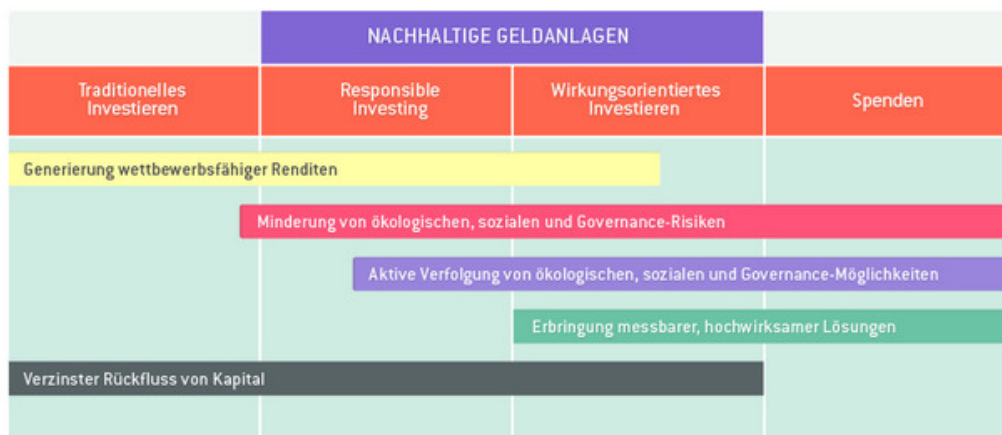 NACHHALTIGE GELDANLAGEN
Traditionelles
Investieren
Responsible
Investing
Wirkungsorientiertes
Investieren
Spenden
Generierung wettbewerbsfähiger Renditen
Minderung von ökologischen, sozialen und Governance-Risiken
Aktive Verfolgung von ökologischen, sozialen und Governance-Möglichkeiten
Erbringung messbarer, hochwirksamer Lösungen
Verzinster Rückfluss von Kapital